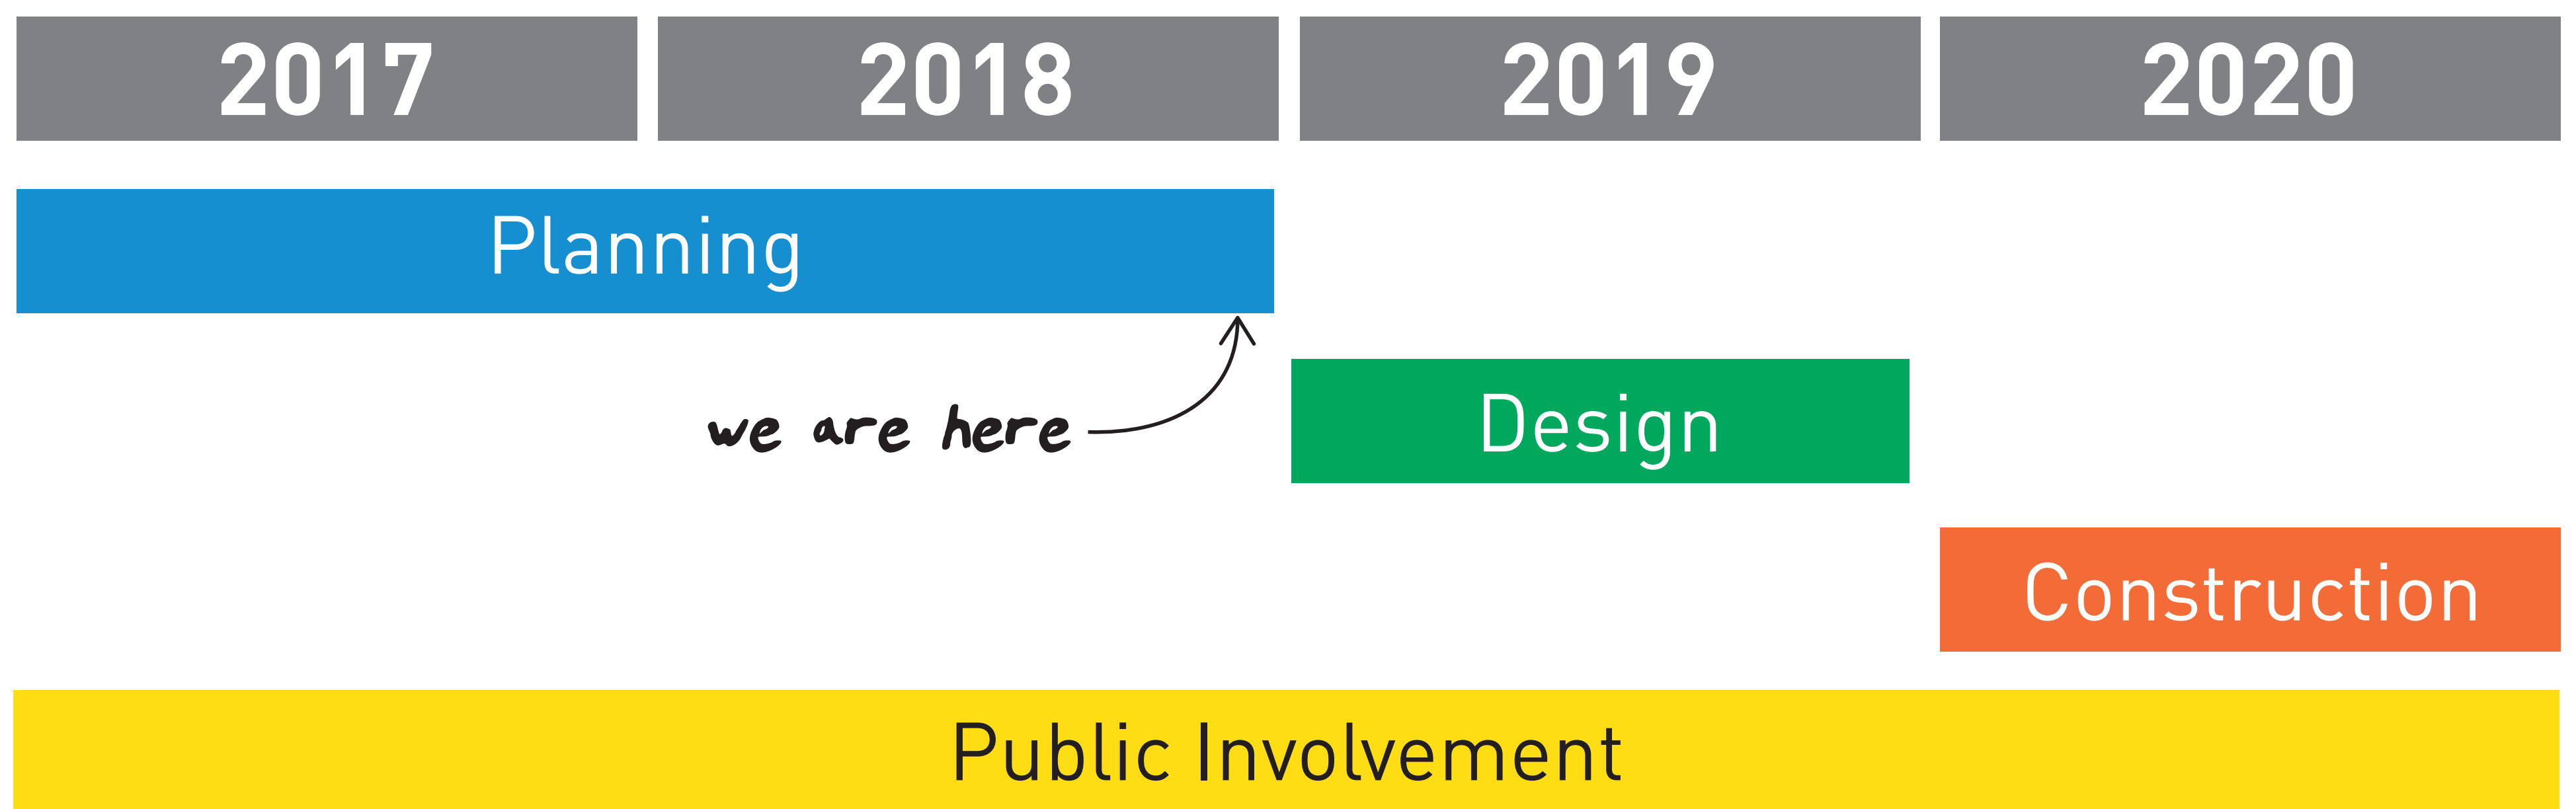 2017 2018 2019 2020
Planning
we are here
Design
Construction
Public Involvement